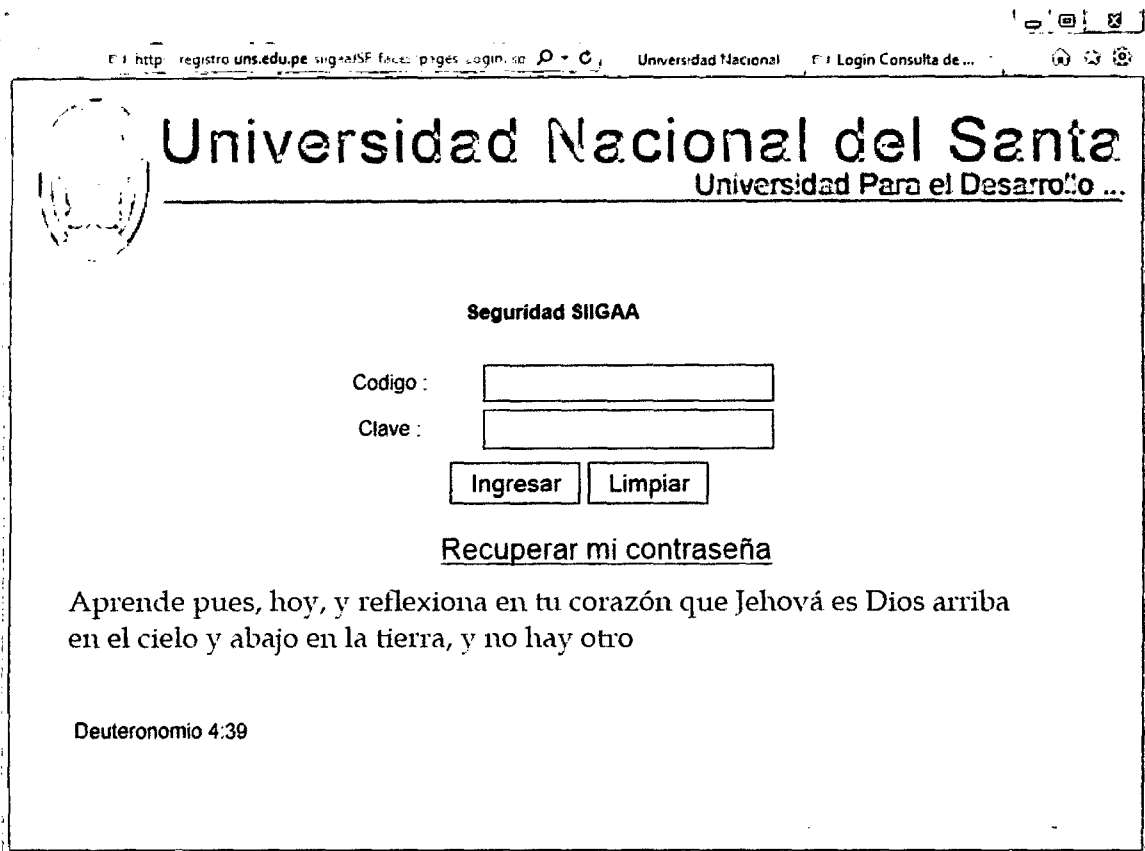 http registro.uns.edu.pe
Universidad Nacional
Login Consulta de ...
Universidad Nacional del Santa
Universidad Para el Desarrollo ...
Seguridad SIIGAA
Codigo :
Clave :
Ingresar Limpiar
Recuperar mi contraseña
Aprende pues, hoy, y reflexiona en tu corazón que Jehová es Dios arriba
en el cielo y abajo en la tierra, y no hay otro
Deuteronomio 4:39